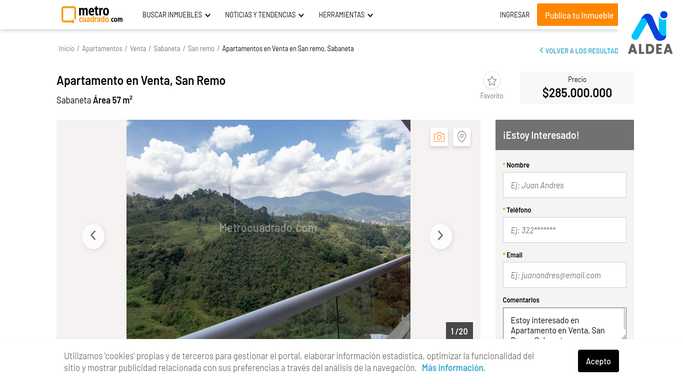 metro
cuadrado.com
BUSCAR INMUEBLES
NOTICIAS Y TENDENCIAS
HERRAMIENTAS
INGRESAR
Publica tu Inmueble
ALDEA
Inicio / Apartamentos / Venta / Sabaneta / San remo / Apartamentos en Venta en San remo, Sabaneta
VOLVER A LOS RESULTAD
Apartamento en Venta, San Remo
Sabaneta Área 57 m²
Favorito
Precio
$285.000.000
Metrocuadrado.com
1 / 20
¡Estoy Interesado!
* Nombre
Ej: Juan Andres
* Teléfono
Ej: 322*******
* Email
Ej: juanandres@email.com
Comentarios
Estoy interesado en
Apartamento en Venta, San
Utilizamos 'cookies' propias y de terceros para gestionar el portal, elaborar información estadística, optimizar la funcionalidad del
sitio y mostrar publicidad relacionada con sus preferencias a través del análisis de la navegación. Más Información.
Acepto